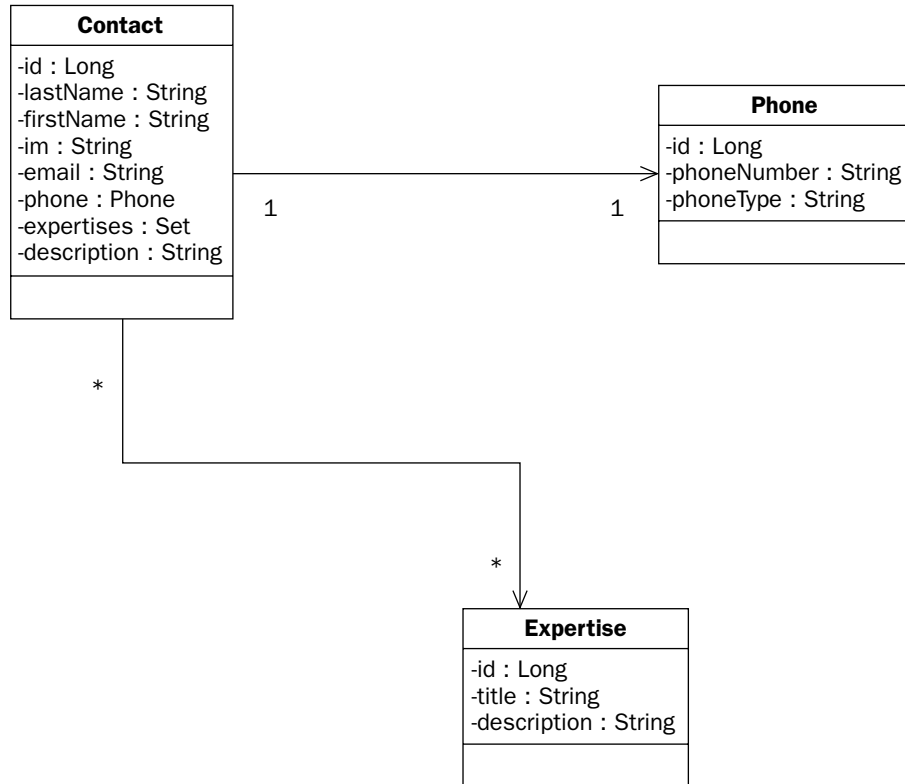 Contact
-id : Long
-lastName : String
-firstName : String
-im : String
-email : String
-phone : Phone
-expertises : Set
-description : String
Phone
-id : Long
-phoneNumber : String
-phoneType : String
1
1
*
*
Expertise
-id : Long
-title : String
-description : String